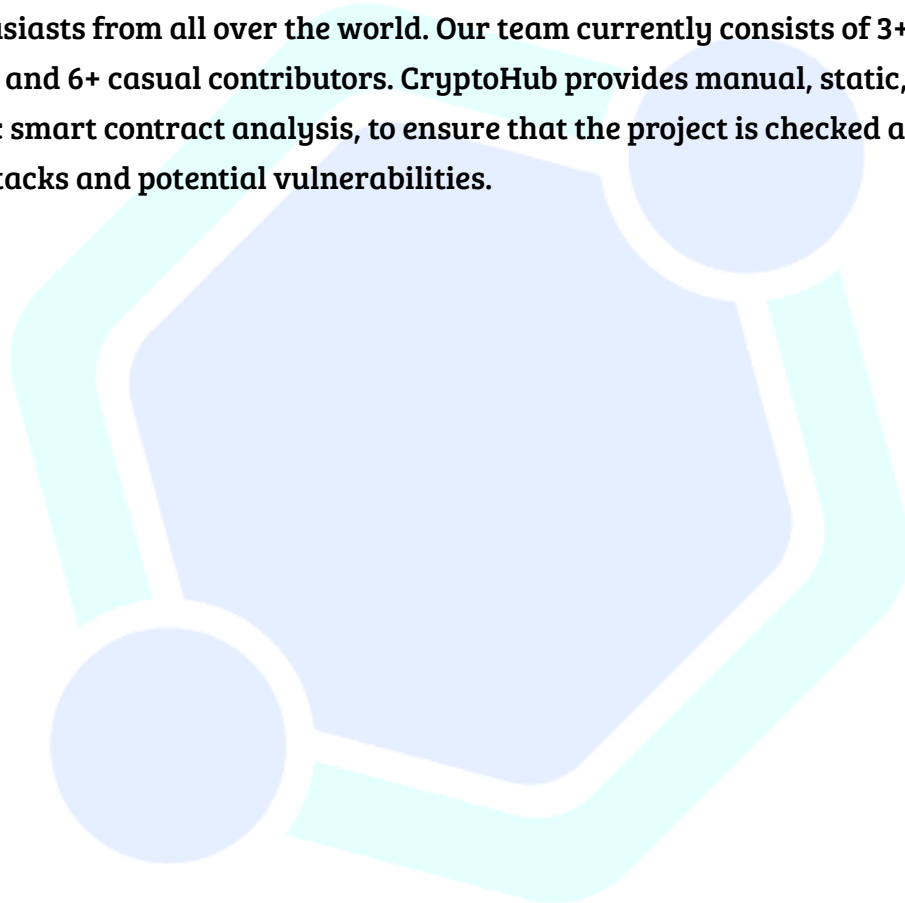 usiasts from all over the world. Our team currently consists of 3+
and 6+ casual contributors. CryptoHub provides manual, static,
smart contract analysis, to ensure that the project is checked a
tacks and potential vulnerabilities.